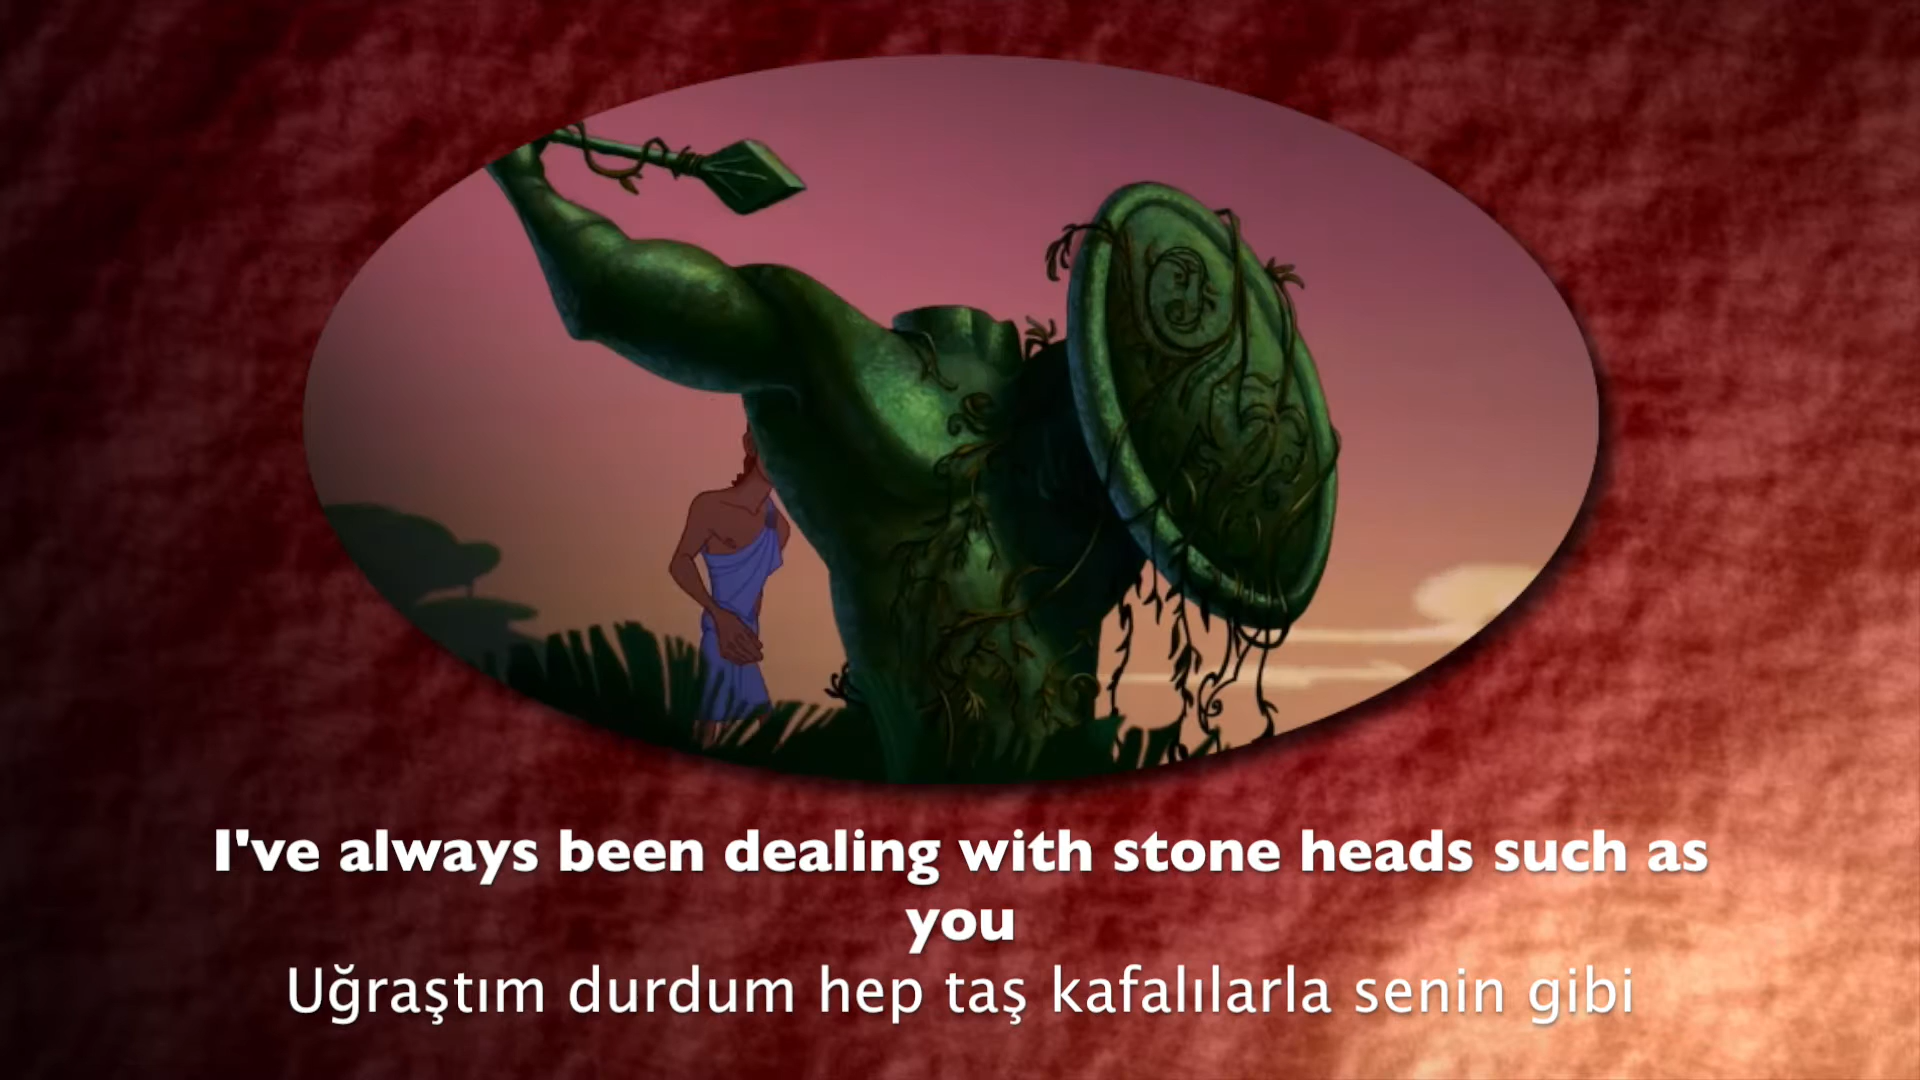 I've always been dealing with stone heads such as
you
Uğraştım durdum hep taş kafalılarla senin gibi